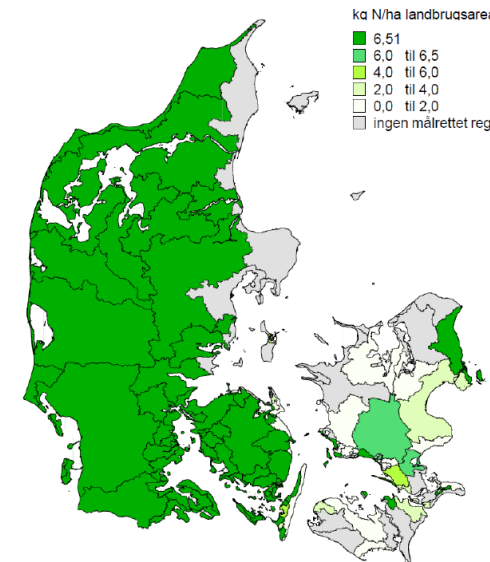 kg N/ha landbrugsarea
6,51
6,0 til 6,5
4,0 til 6,0
2,0 til 4,0
0,0 til 2,0
ingen målrettet reg